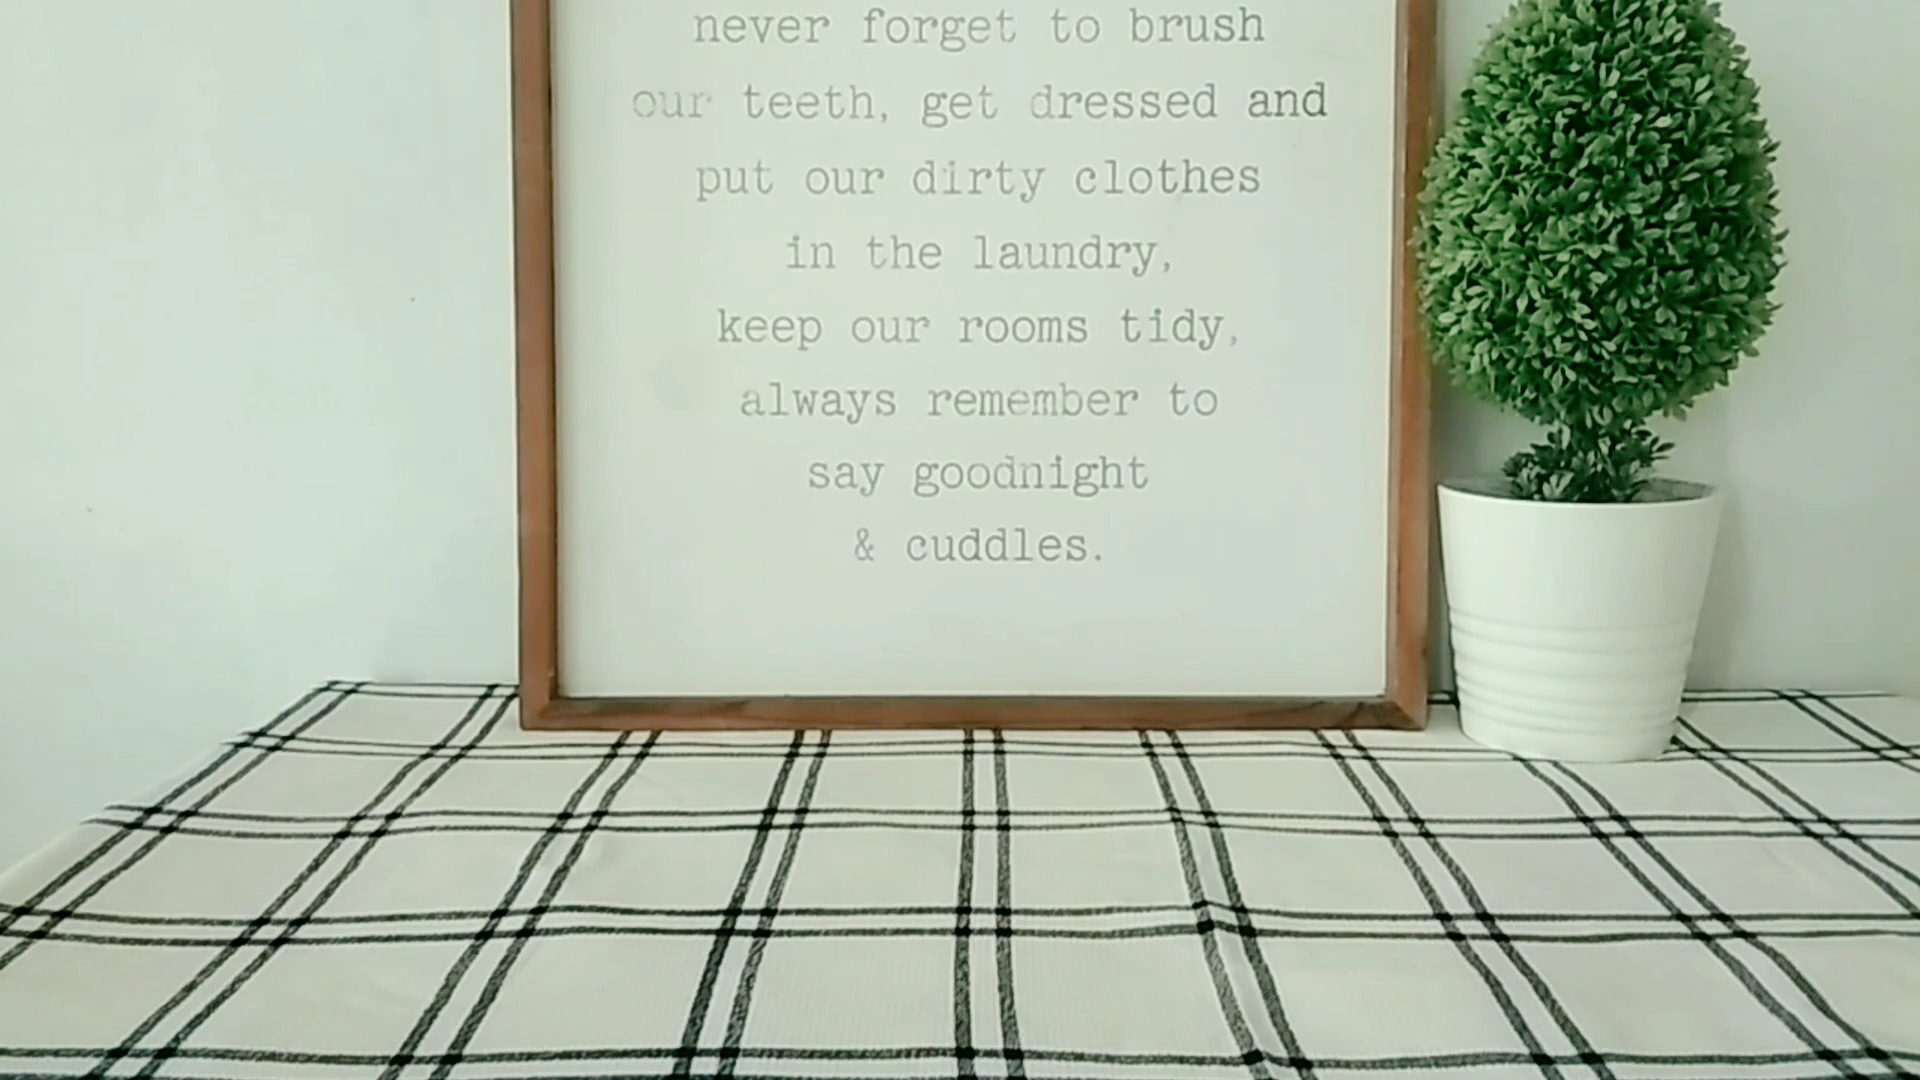 never forget to brush
our teeth, get dressed and
put our dirty clothes
in the laundry,
keep our rooms tidy,
always remember to
say goodnight
& cuddles.